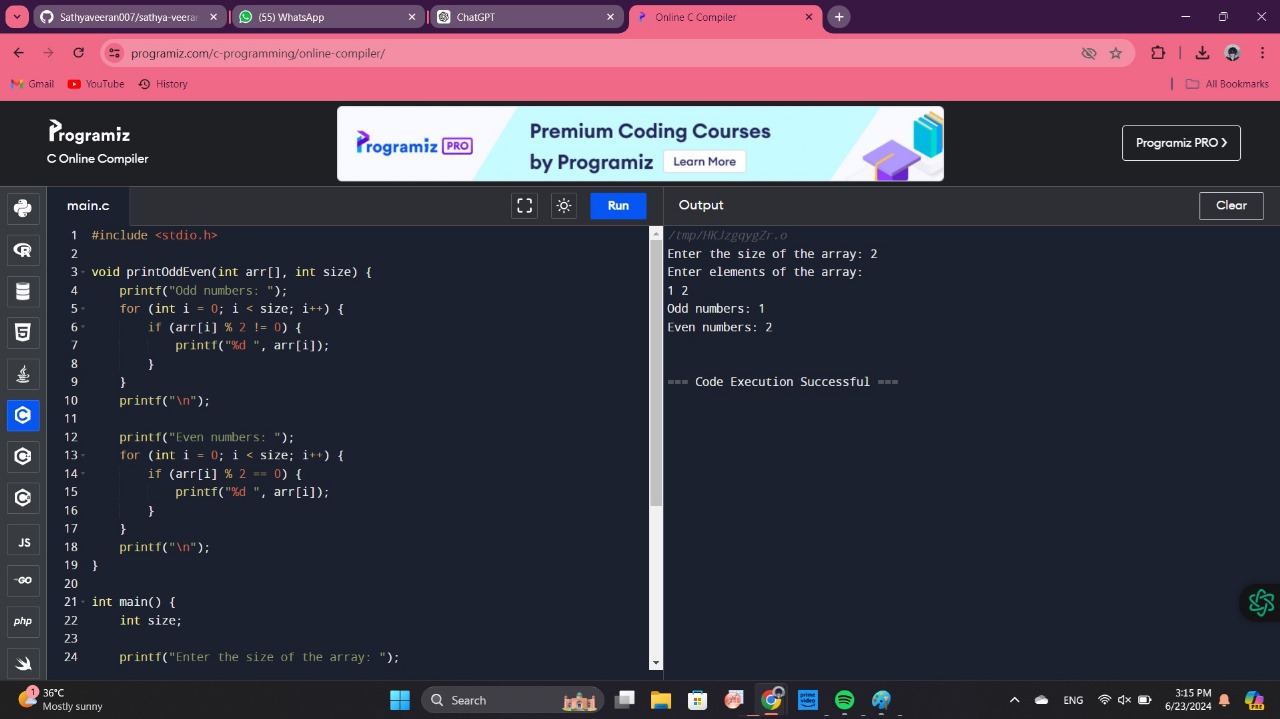 Sathyaveeran007/sathya-veeran
(55) WhatsApp
ChatGPT
Online C Compiler
programiz.com/c-programming/online-compiler/
Gmail
YouTube
History
All Bookmarks
Programiz
C Online Compiler
Programiz PRO
Premium Coding Courses
by Programiz
Learn More
Programiz PRO
main.c
Run
Output
Clear
1 #include <stdio.h>
2
3 void printOddEven(int arr[], int size) {
4     printf("Odd numbers: ");
5     for (int i = 0; i < size; i++) {
6         if (arr[i] % 2 != 0) {
7             printf("%d ", arr[i]);
8         }
9     }
10     printf("\n");
11
12     printf("Even numbers: ");
13     for (int i = 0; i < size; i++) {
14         if (arr[i] % 2 == 0) {
15             printf("%d ", arr[i]);
16         }
17     }
18     printf("\n");
19 }
20
21 int main() {
22     int size;
23
24     printf("Enter the size of the array: ");
/tmp/HKJzgqygZr.o
Enter the size of the array: 2
Enter elements of the array:
1 2
Odd numbers: 1
Even numbers: 2
=== Code Execution Successful ===
JS
GO
php
1
36°C
Mostly sunny
Search
prime video
ENG
3:15 PM
6/23/2024
PRE